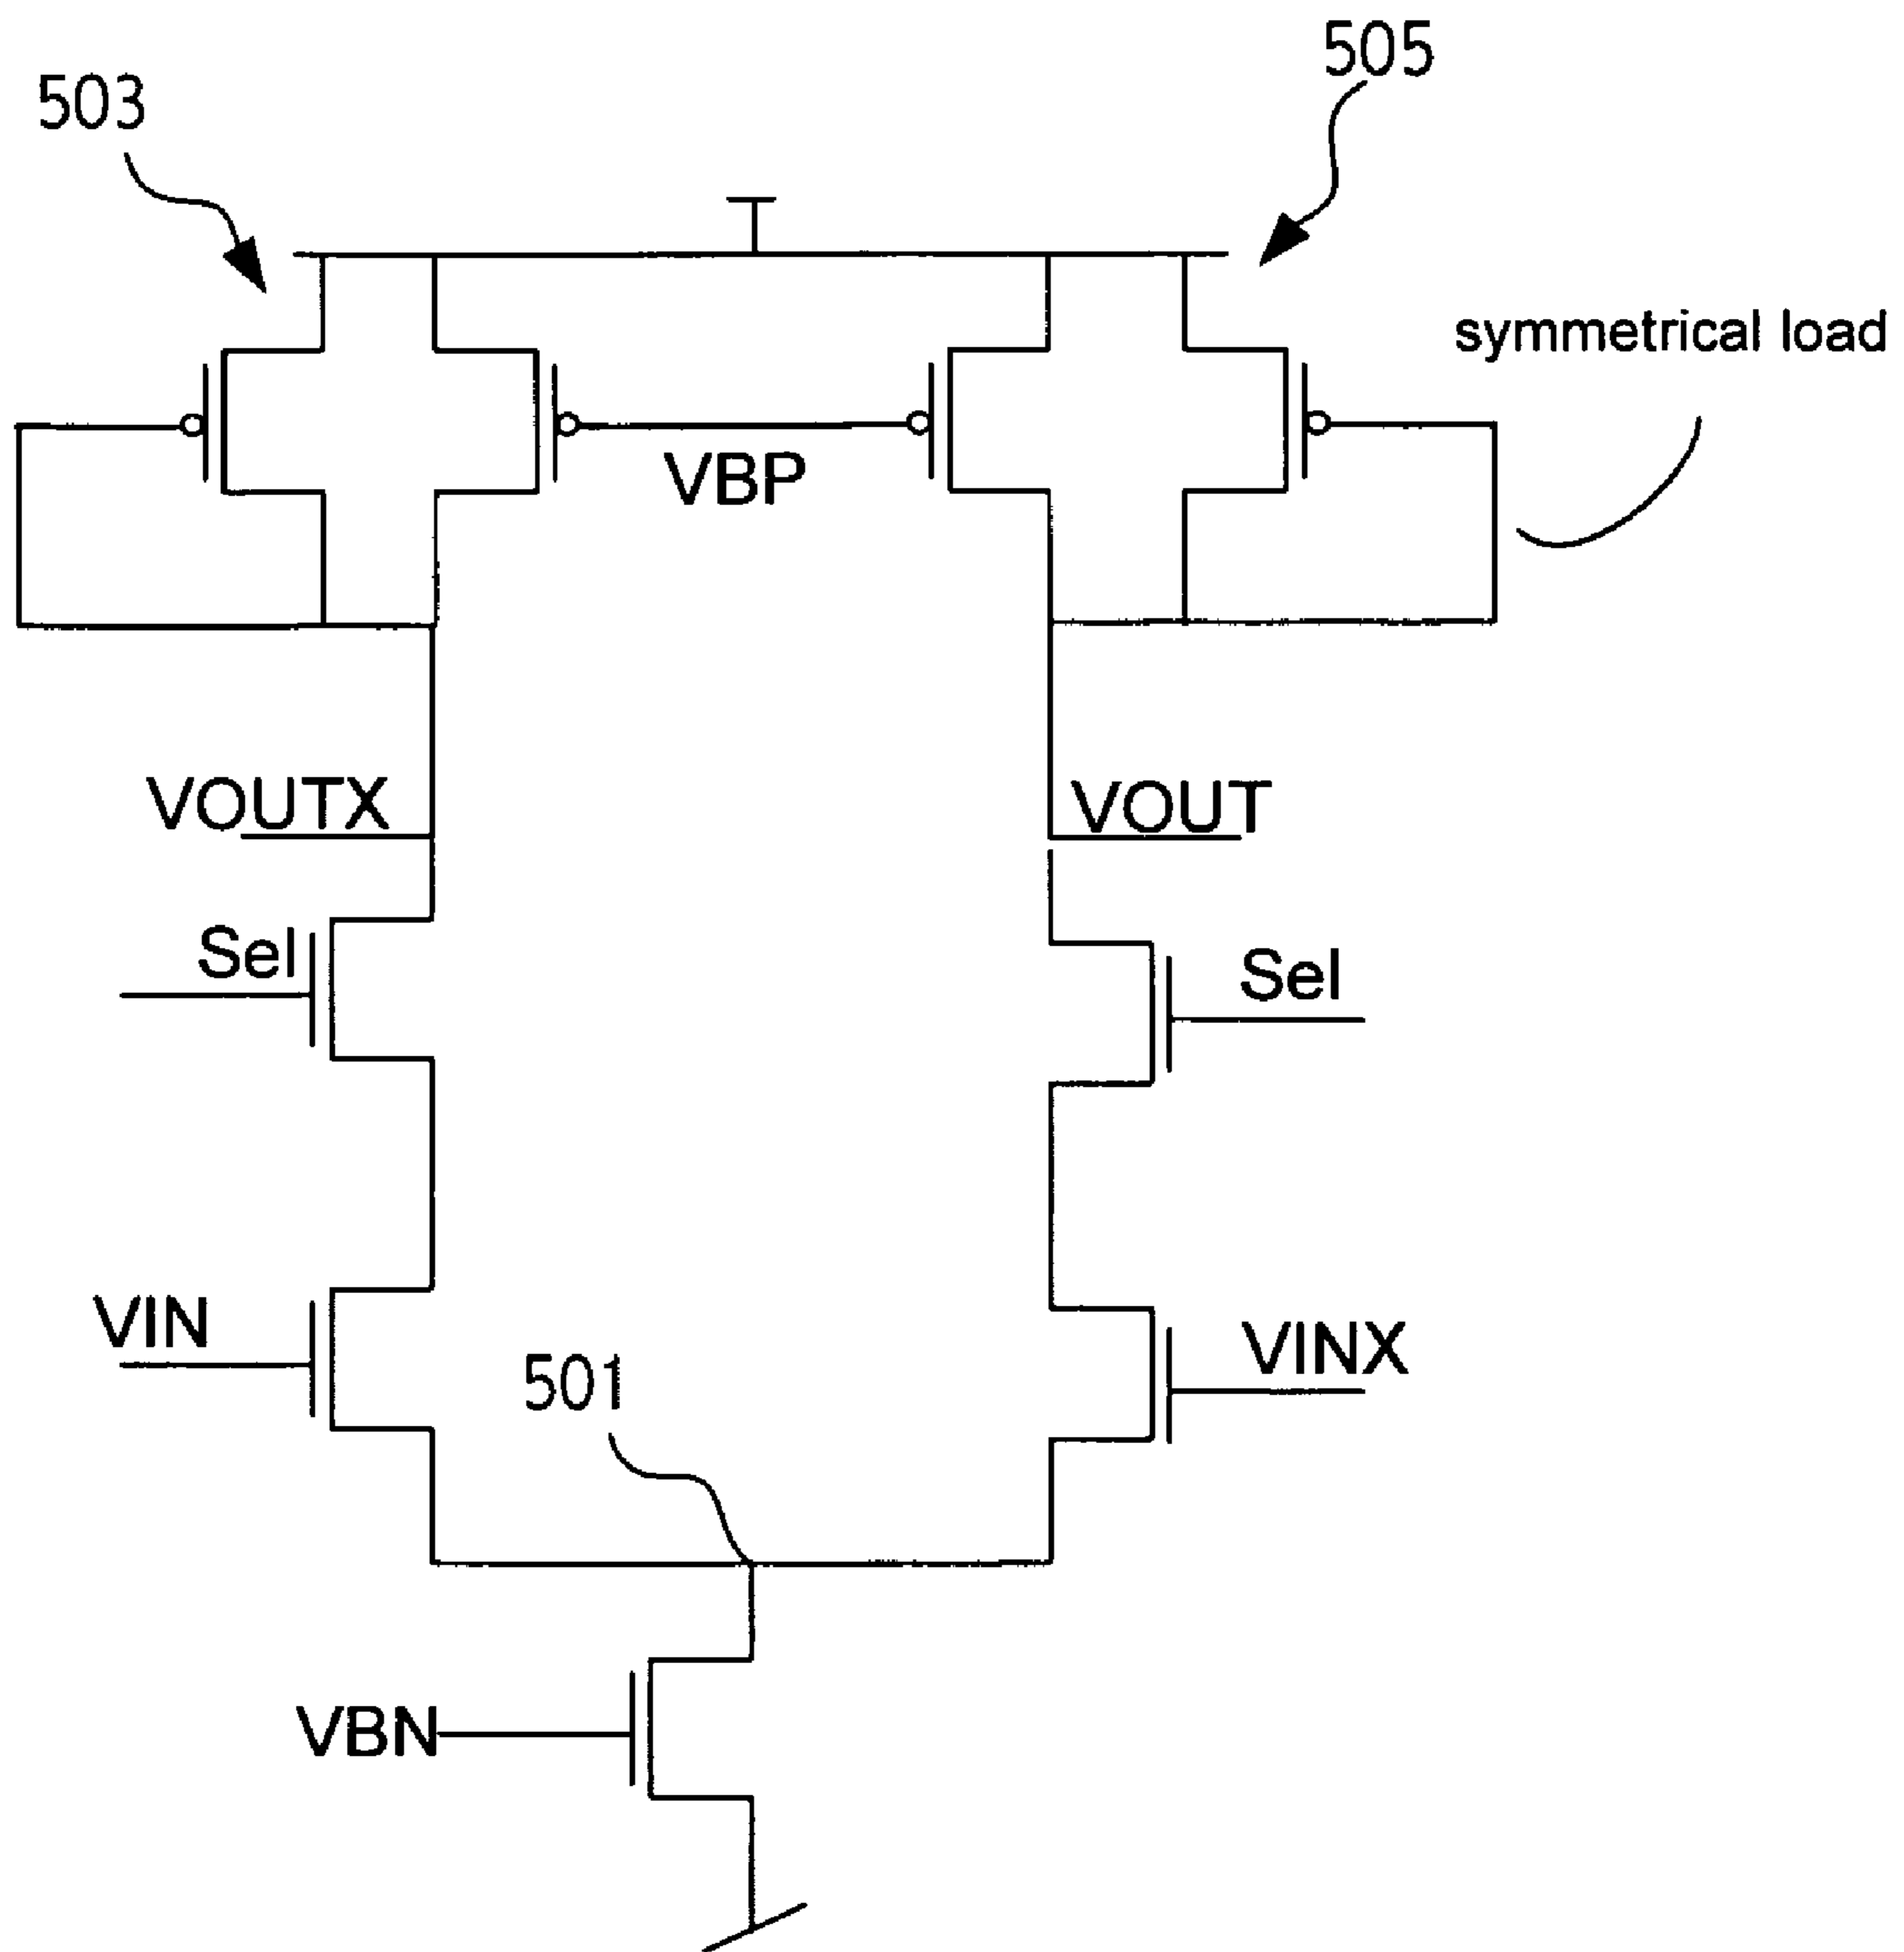 505
503
symmetrical load
VBP
VOUTX
VOUT
Sel
Sel
VIN
VINX
501
VBN